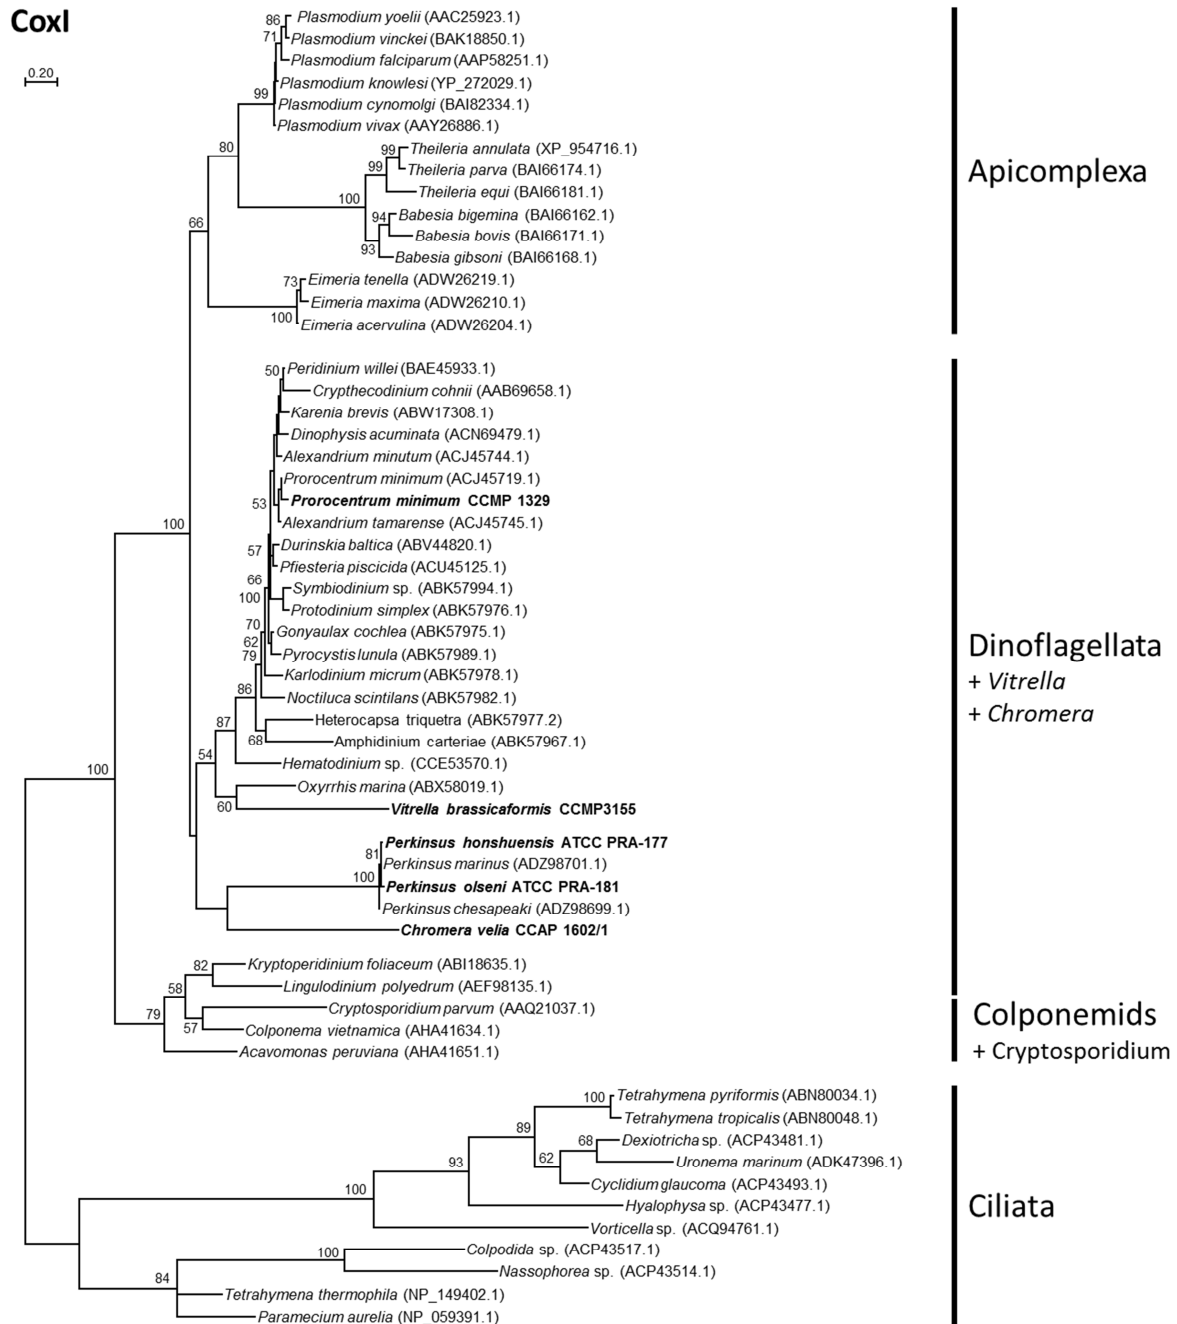 CoxI
0.20
86
Plasmodium yoelii (AAC25923.1)
71
Plasmodium vinckei (BAK18850.1)
Plasmodium falciparum (AAP58251.1)
Plasmodium knowlesi (YP_272029.1)
99
Plasmodium cynomolgi (BAI82334.1)
Plasmodium vivax (AAY26886.1)
80
99
Theileria annulata (XP_954716.1)
99
Theileria parva (BAI66174.1)
Theileria equi (BAI66181.1)
100
94
Babesia bigemina (BAI66162.1)
Babesia bovis (BAI66171.1)
93
Babesia gibsoni (BAI66168.1)
66
73
Eimeria tenella (ADW26219.1)
Eimeria maxima (ADW26210.1)
100
Eimeria acervulina (ADW26204.1)
Apicomplexa
50
Peridinium willei (BAE45933.1)
Crypthecodinium cohnii (AAB69658.1)
Karenia brevis (ABW17308.1)
Dinophysis acuminata (ACN69479.1)
Alexandrium minutum (ACJ45744.1)
Prorocentrum minimum (ACJ45719.1)
53
Prorocentrum minimum CCMP 1329
Alexandrium tamarense (ACJ45745.1)
100
57
Durinskia baltica (ABV44820.1)
Pfiesteria piscicida (ACU45125.1)
66
Symbiodinium sp. (ABK57994.1)
100
Protodinium simplex (ABK57976.1)
70
Gonyaulax cochlea (ABK57975.1)
62
Pyrocystis lunula (ABK57989.1)
79
Karlodinium micrum (ABK57978.1)
86
Noctiluca scintilans (ABK57982.1)
87
Heterocapsa triquetra (ABK57977.2)
68
Amphidinium carteriae (ABK57967.1)
54
Hematodinium sp. (CCE53570.1)
Oxyrrhis marina (ABX58019.1)
60
Vitrella brassicaformis CCMP3155
Perkinsus honshuensis ATCC PRA-177
81
Perkinsus marinus (ADZ98701.1)
100
Perkinsus olseni ATCC PRA-181
Perkinsus chesapeaki (ADZ98699.1)
Chromera velia CCAP 1602/1
100
82
Kryptoperidinium foliaceum (ABI18635.1)
58
Lingulodinium polyedrum (AEF98135.1)
Dinoflagellata
+ Vitrella
+ Chromera
79
Cryptosporidium parvum (AAQ21037.1)
57
Colponema vietnamica (AHA41634.1)
Acavomonas peruviana (AHA41651.1)
Colponemids
+ Cryptosporidium
100
Tetrahymena pyriformis (ABN80034.1)
Tetrahymena tropicalis (ABN80048.1)
89
68
Dexiotricha sp. (ACP43481.1)
62
Uronema marinum (ADK47396.1)
93
Cyclidium glaucoma (ACP43493.1)
100
Hyalophysa sp. (ACP43477.1)
Vorticella sp. (ACQ94761.1)
100
Colpodida sp. (ACP43517.1)
84
Nassophorea sp. (ACP43514.1)
Tetrahymena thermophila (NP_149402.1)
Paramecium aurelia (NP_059391.1)
Ciliata